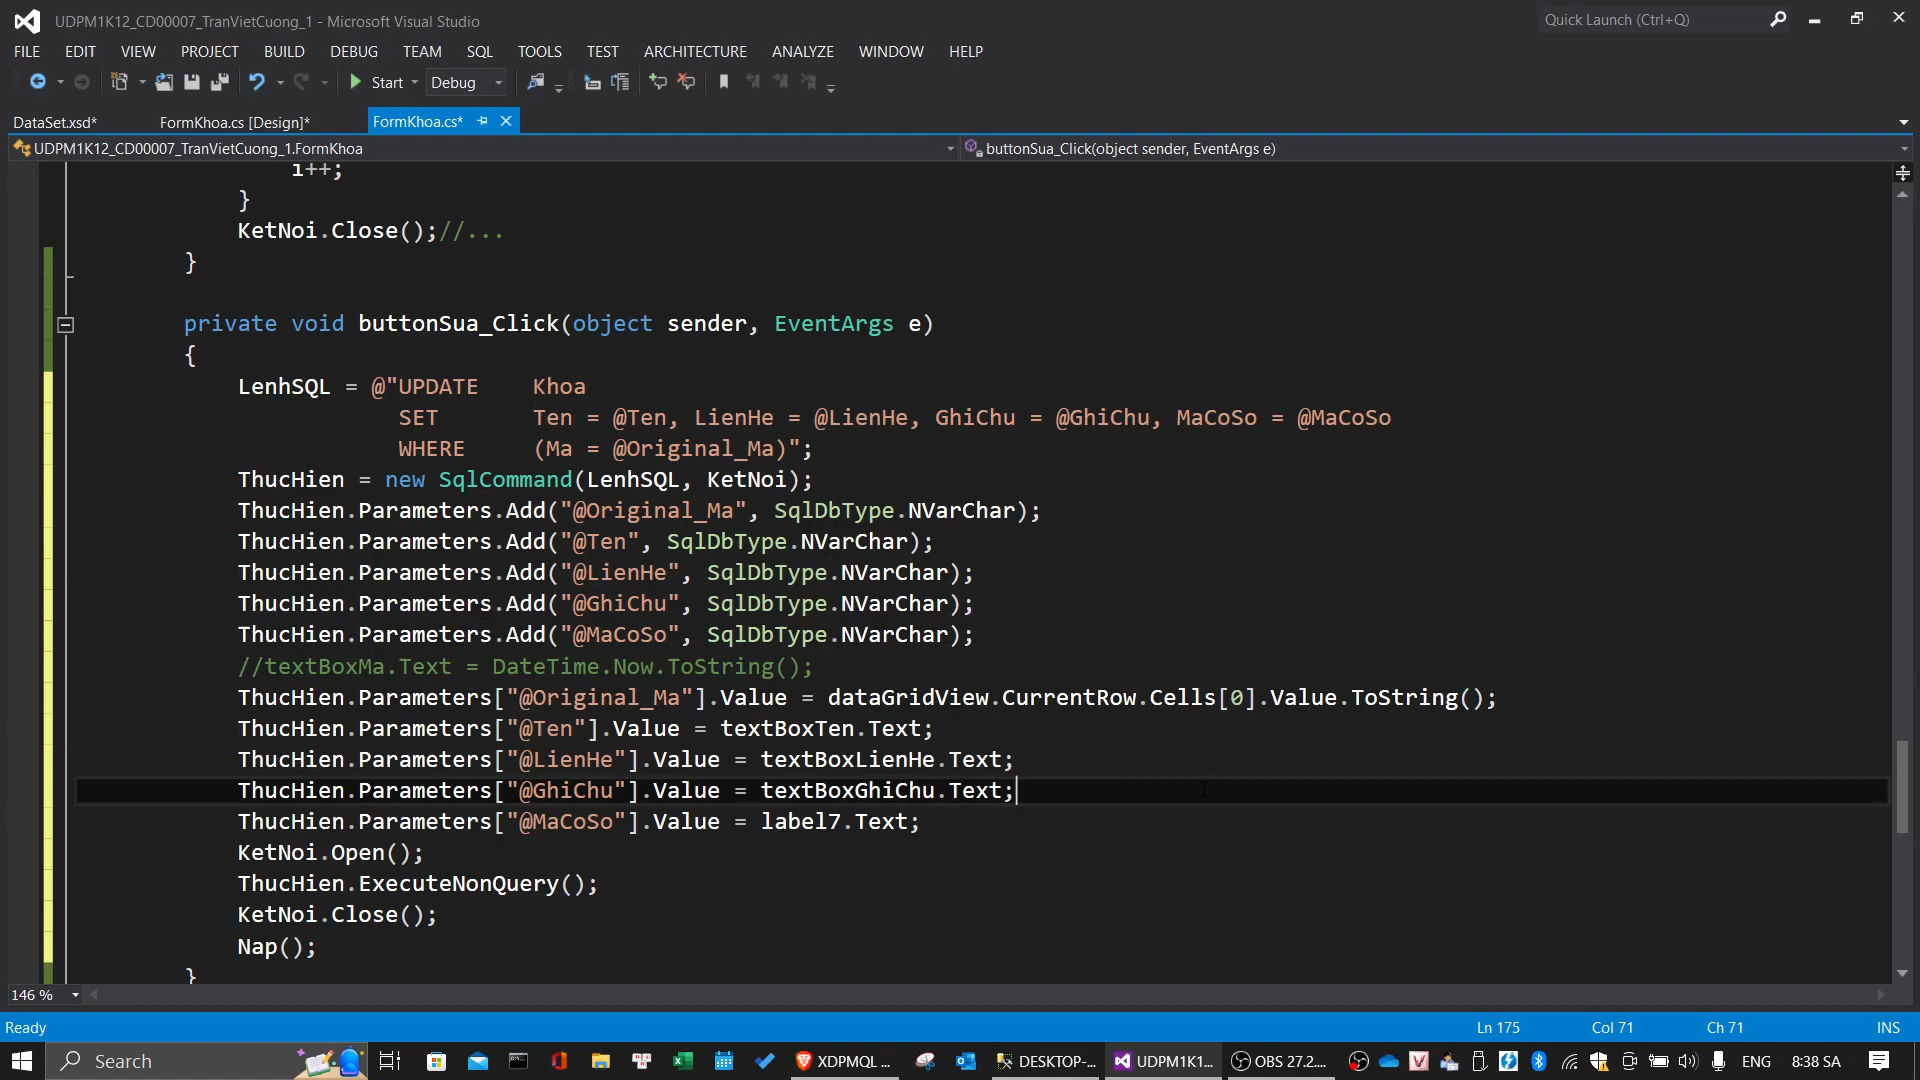 UDPM1K12_CD00007_TranVietCuong_1 - Microsoft Visual Studio
Quick Launch (Ctrl+Q)
FILE EDIT VIEW PROJECT BUILD DEBUG TEAM SQL TOOLS TEST ARCHITECTURE ANALYZE WINDOW HELP
Start Debug
DataSet.xsd* FormKhoa.cs [Design]* FormKhoa.cs*
UDPM1K12_CD00007_TranVietCuong_1.FormKhoa buttonSua_Click(object sender, EventArgs e)
i++;
}
KetNoi.Close();//...
}
private void buttonSua_Click(object sender, EventArgs e)
{
LenhSQL = @"UPDATE Khoa
SET Ten = @Ten, LienHe = @LienHe, GhiChu = @GhiChu, MaCoSo = @MaCoSo
WHERE (Ma = @Original_Ma)";
ThucHien = new SqlCommand(LenhSQL, KetNoi);
ThucHien.Parameters.Add("@Original_Ma", SqlDbType.NVarChar);
ThucHien.Parameters.Add("@Ten", SqlDbType.NVarChar);
ThucHien.Parameters.Add("@LienHe", SqlDbType.NVarChar);
ThucHien.Parameters.Add("@GhiChu", SqlDbType.NVarChar);
ThucHien.Parameters.Add("@MaCoSo", SqlDbType.NVarChar);
//textBoxMa.Text = DateTime.Now.ToString();
ThucHien.Parameters["@Original_Ma"].Value = dataGridView.CurrentRow.Cells[0].Value.ToString();
ThucHien.Parameters["@Ten"].Value = textBoxTen.Text;
ThucHien.Parameters["@LienHe"].Value = textBoxLienHe.Text;
ThucHien.Parameters["@GhiChu"].Value = textBoxGhiChu.Text;
ThucHien.Parameters["@MaCoSo"].Value = label7.Text;
KetNoi.Open();
ThucHien.ExecuteNonQuery();
KetNoi.Close();
Nap();
}
146 %
Ready Ln 175 Col 71 Ch 71 INS
Search XDPMQL ... DESKTOP-... UDPM1K1... OBS 27.2.... ENG 8:38 SA